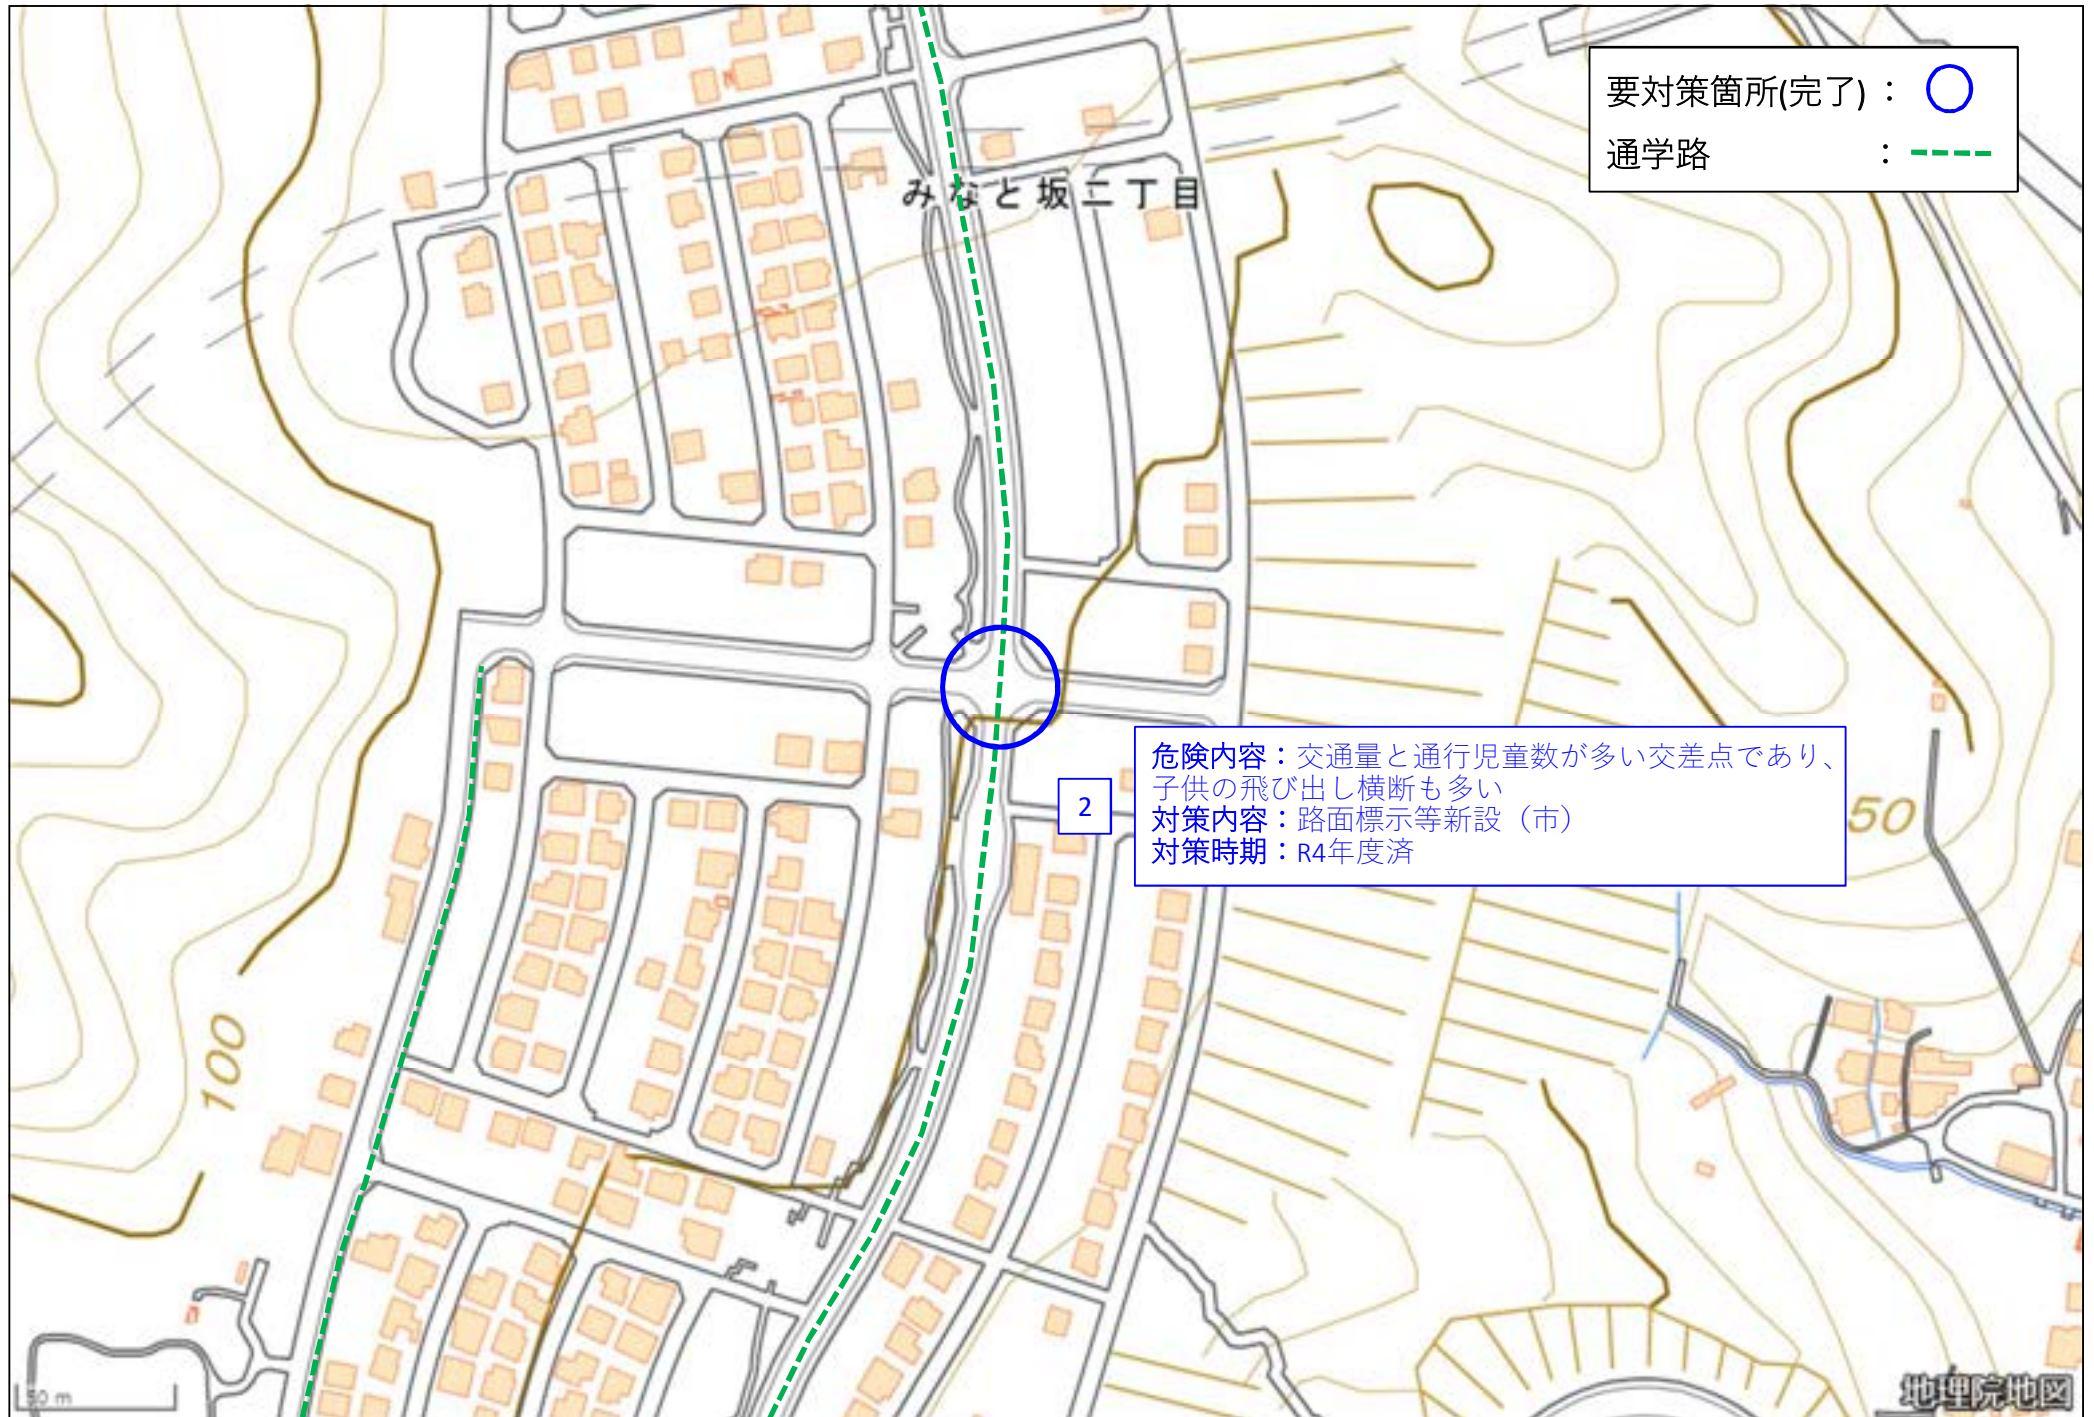 要対策箇所(完了)：
通学路：
みなと坂二丁目
危険内容：交通量と通行児童数が多い交差点であり、
子供の飛び出し横断も多い
対策内容：路面標示等新設（市）
対策時期：R4年度済
2
50
100
50 m
地理院地図